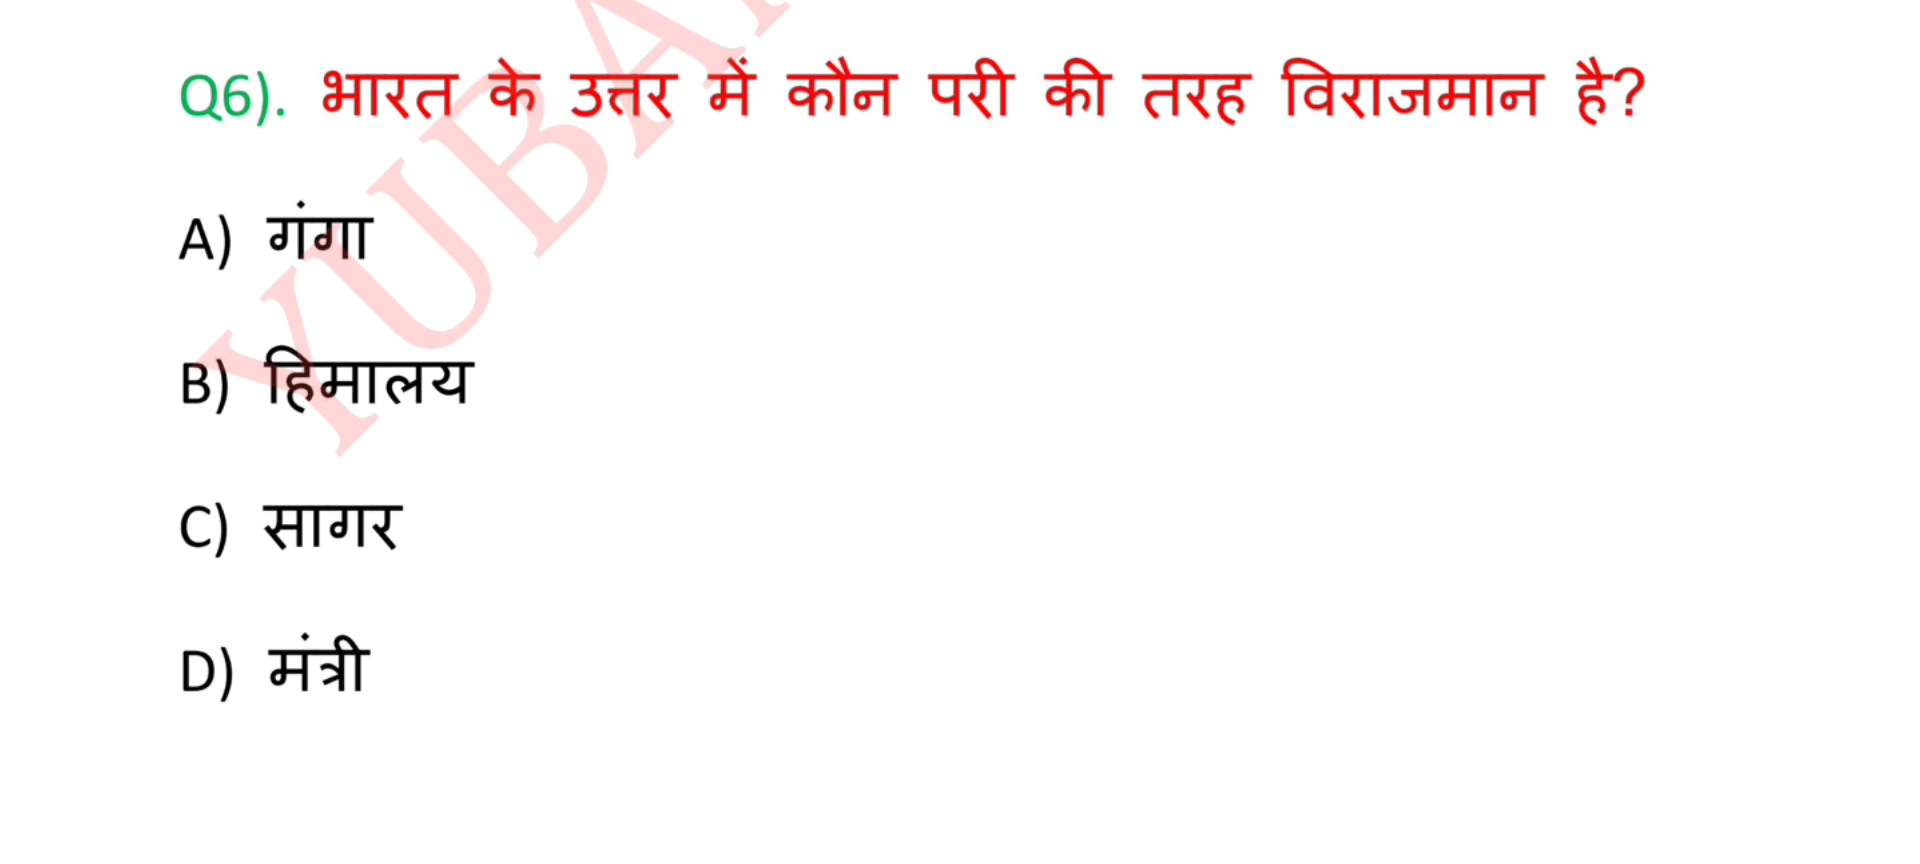 Q6). भारत के उत्तर में कौन परी की तरह विराजमान है?
A) गंगा
B) हिमालय
C) सागर
D) मंत्री